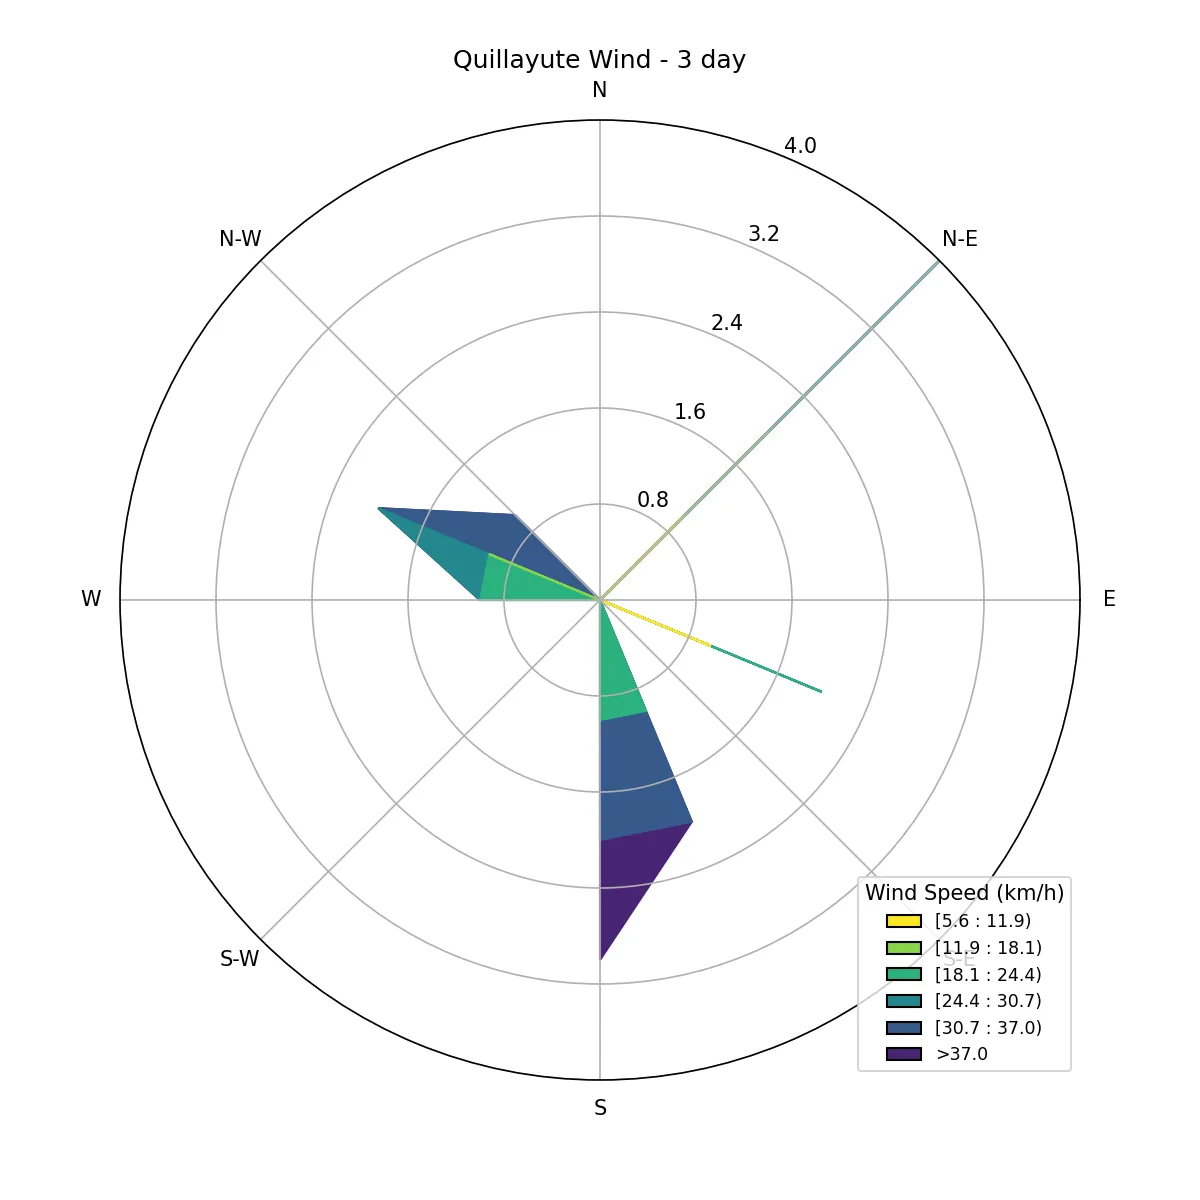 Quillayute Wind - 3 day
N
4.0
N-W
3.2
N-E
2.4
1.6
0.8
W
E
Wind Speed (km/h)
[5.6 : 11.9)
[11.9 : 18.1)
S-W
S-E
[18.1 : 24.4)
[24.4 : 30.7)
[30.7 : 37.0)
>37.0
S